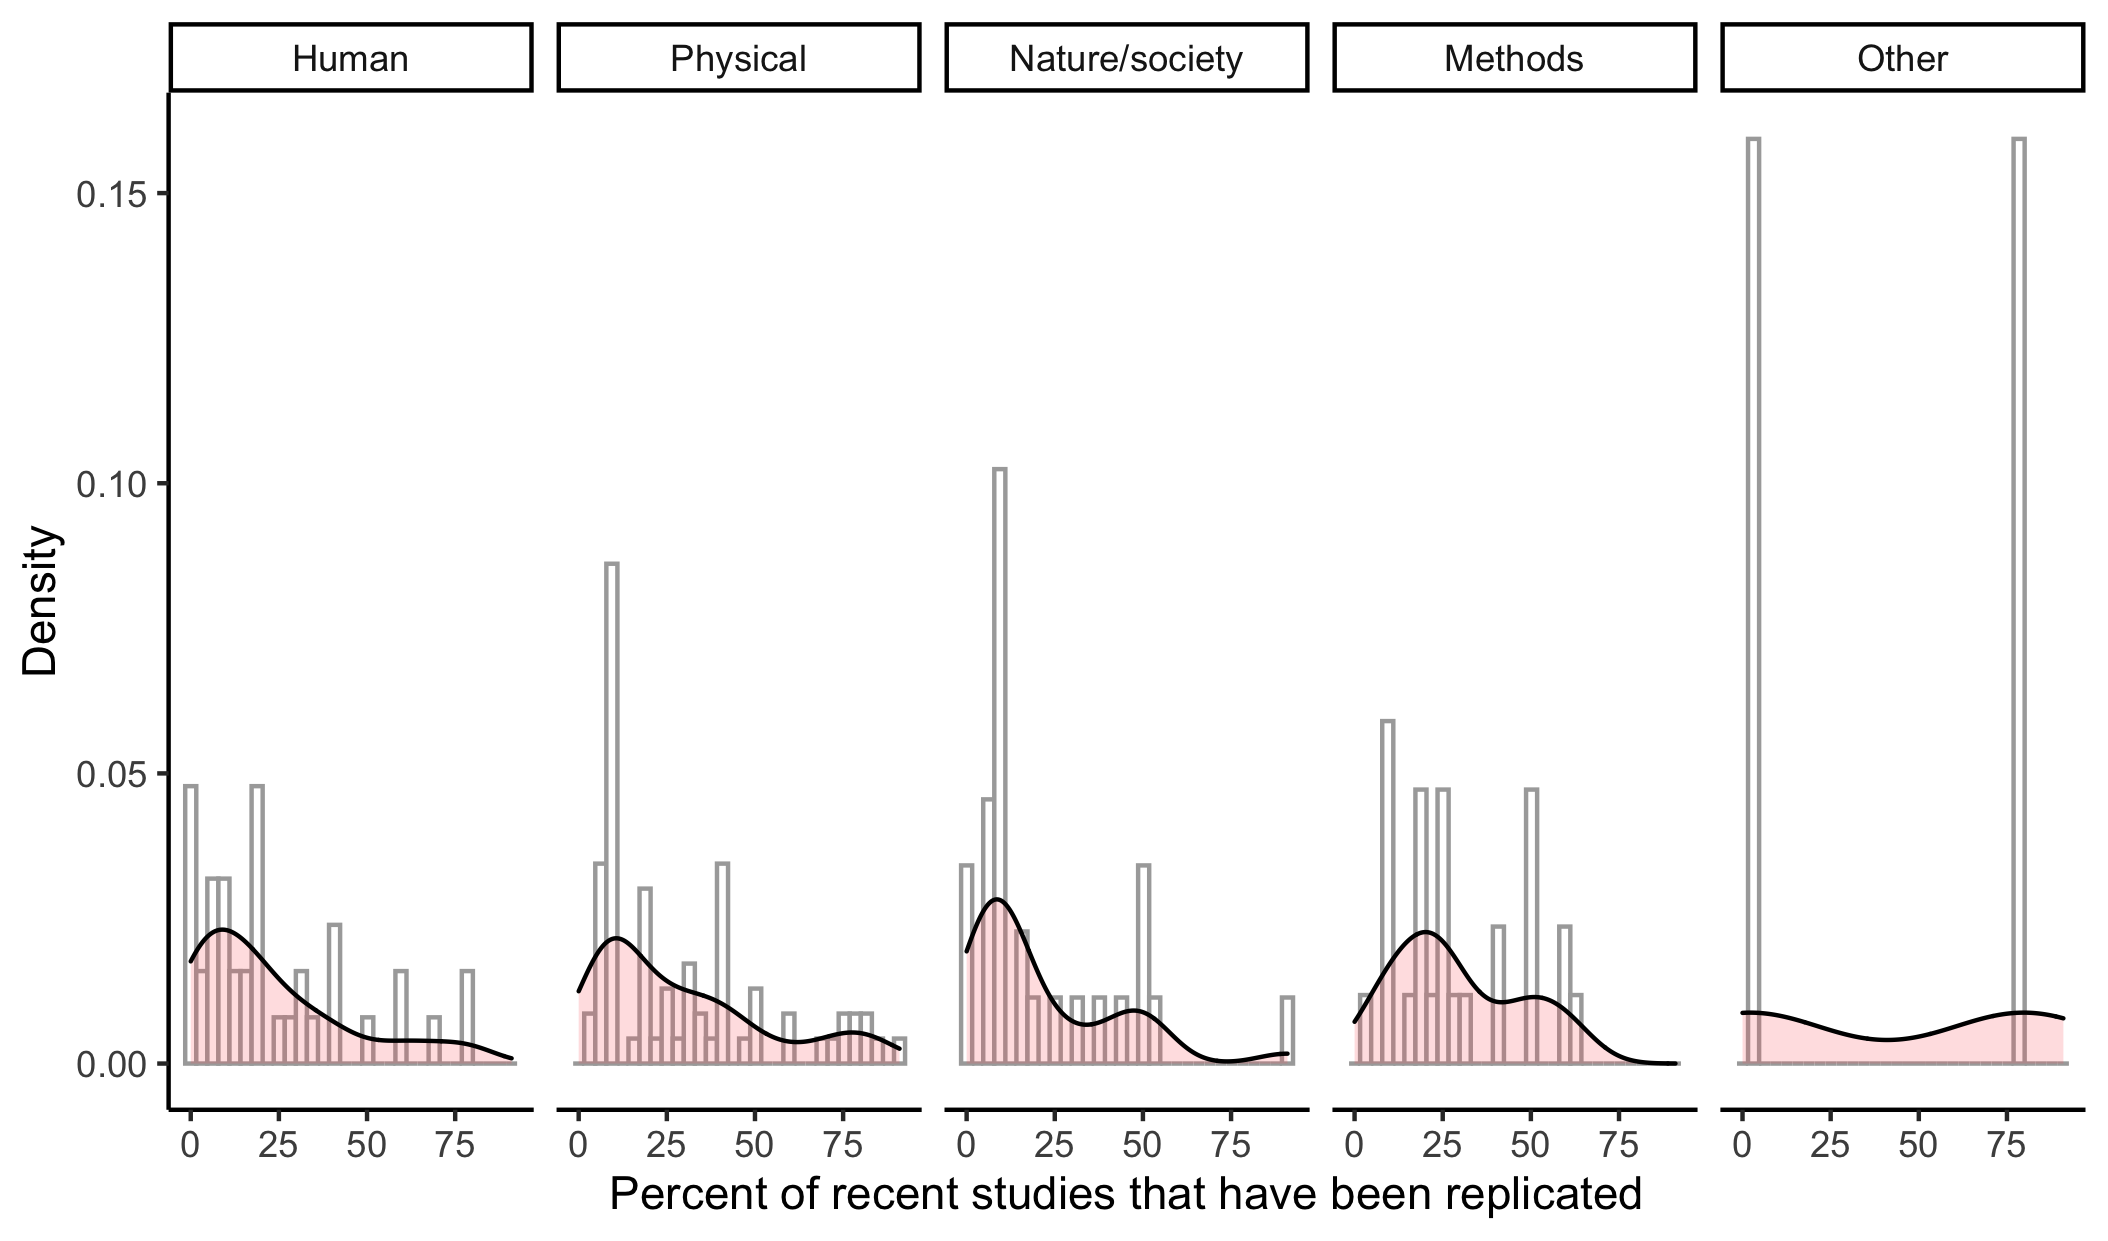 Human Physical Nature/society Methods Other
0.15
0.10
0.05
0.00
Density
0 25 50 75 0 25 50 75 0 25 50 75 0 25 50 75 0 25 50 75
Percent of recent studies that have been replicated